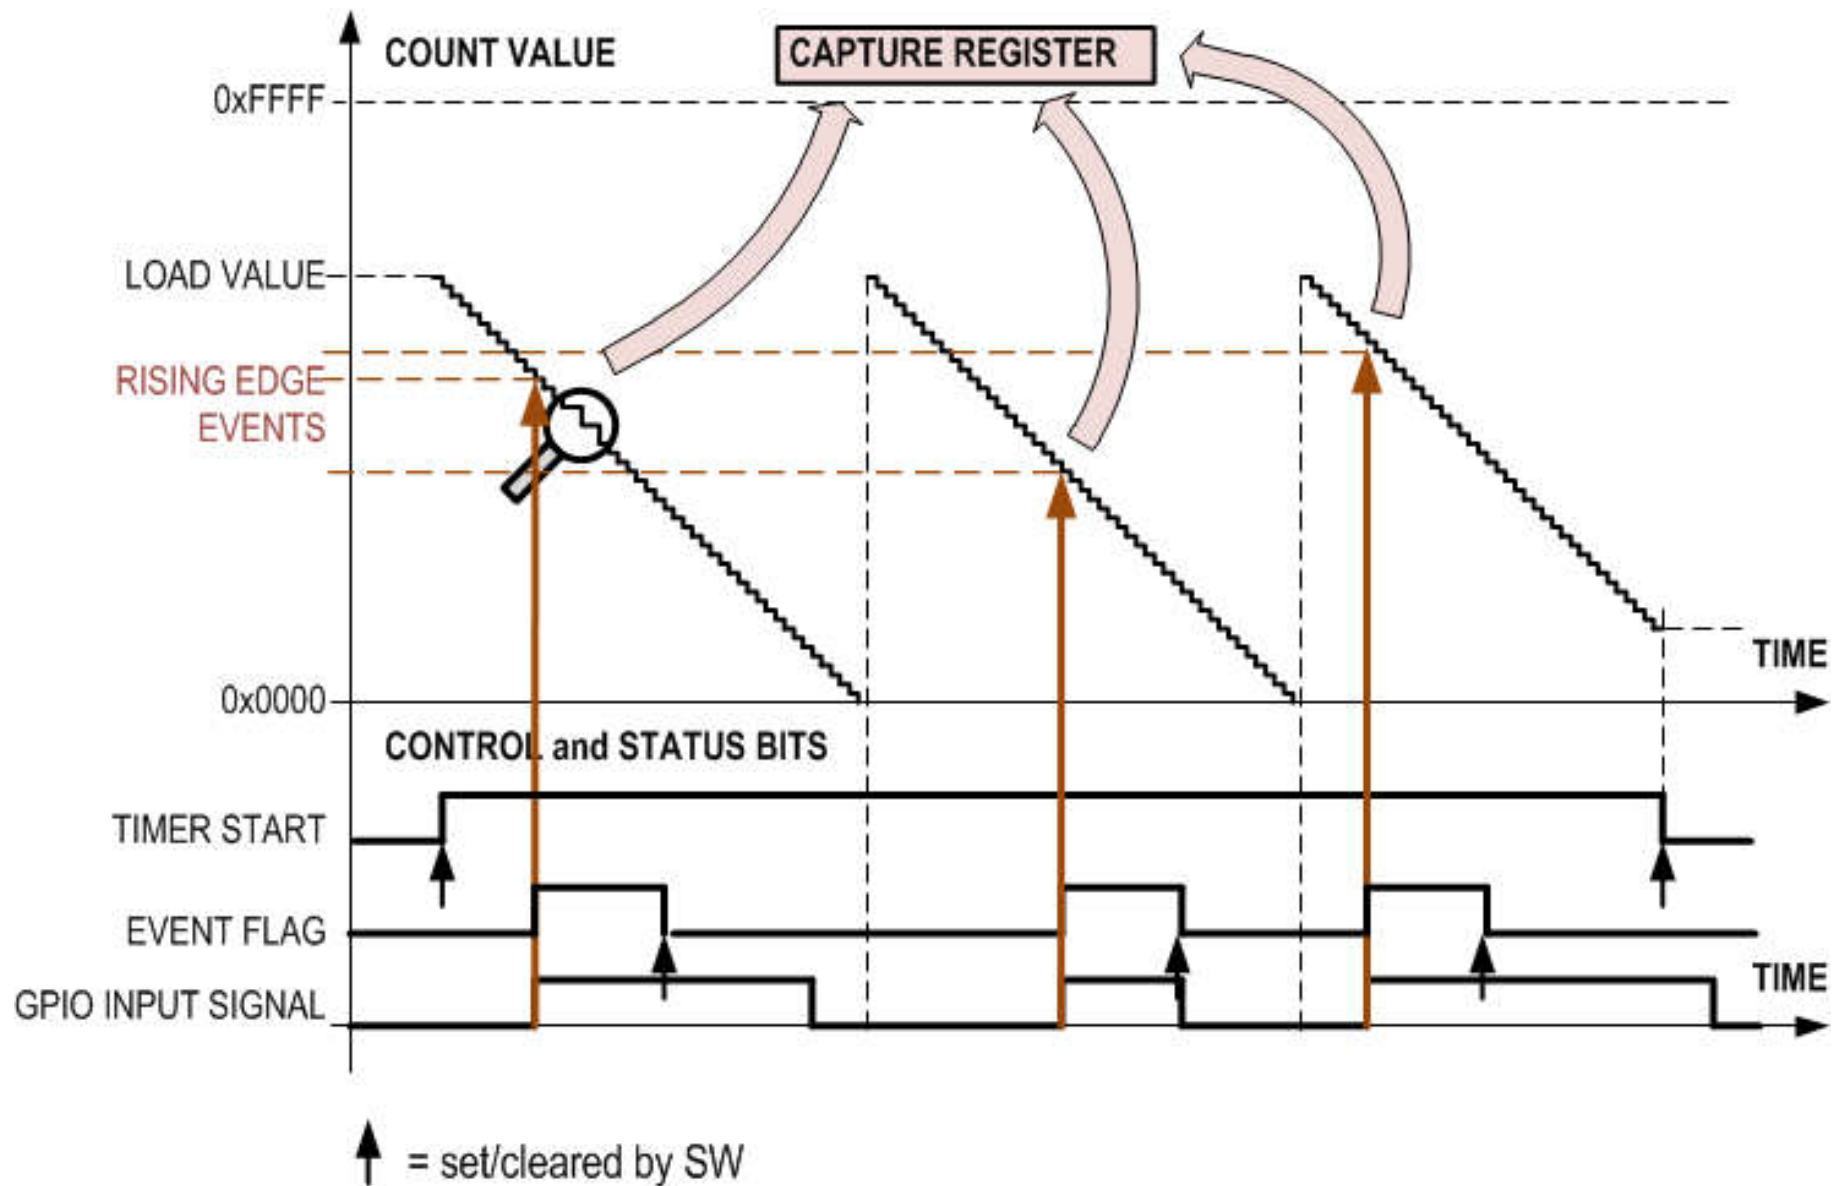 COUNT VALUE
CAPTURE REGISTER
0xFFFF
LOAD VALUE
RISING EDGE
EVENTS
TIME
0x0000
CONTROL and STATUS BITS
TIMER START
EVENT FLAG
TIME
GPIO INPUT SIGNAL
= set/cleared by SW